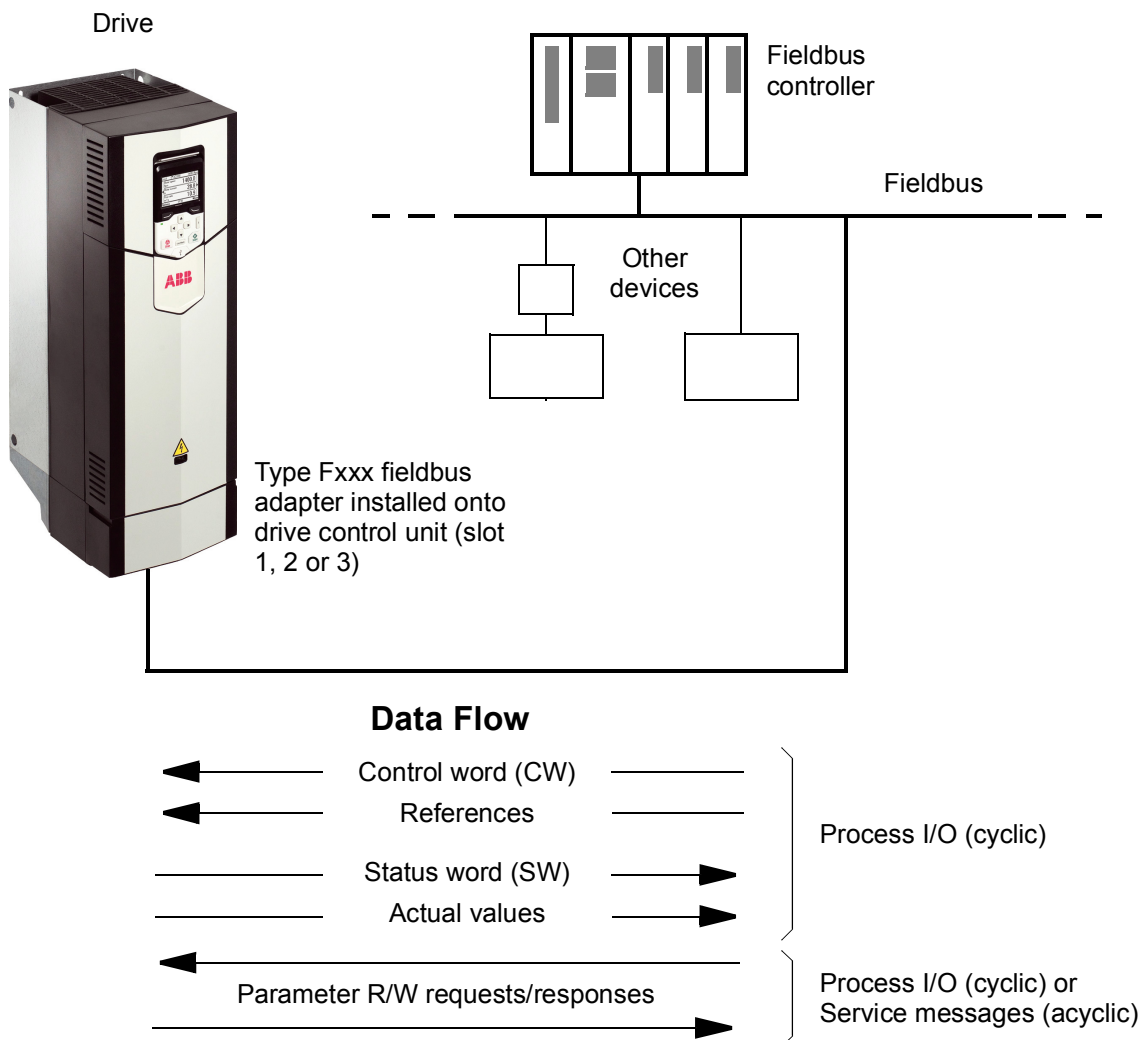 Drive
Fieldbus
controller
Fieldbus
Other
devices
ABB
Type Fxxx fieldbus
adapter installed onto
drive control unit (slot
1, 2 or 3)
Data Flow
Control word (CW)
References
Process I/O (cyclic)
Status word (SW)
Actual values
Parameter R/W requests/responses
Process I/O (cyclic) or
Service messages (acyclic)